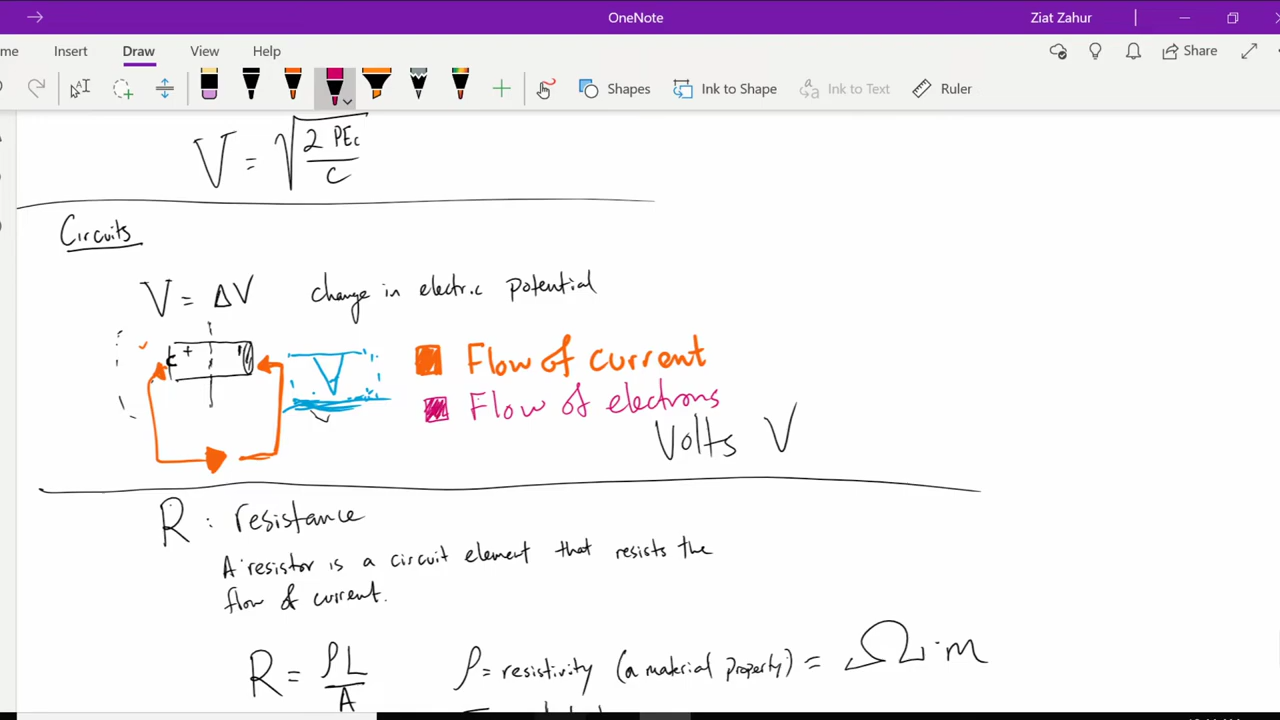 OneNote
Ziat Zahur
me Insert Draw View Help
Share
Shapes Ink to Shape Ink to Text Ruler
V = √(2 PEc / C)
Circuits
V = ΔV change in electric potential
+
V
Flow of current
Flow of electrons
Volts V
R : resistance
A resistor is a circuit element that resists the
flow of current.
R = ρL / A ρ = resistivity (a material property) = Ω·m